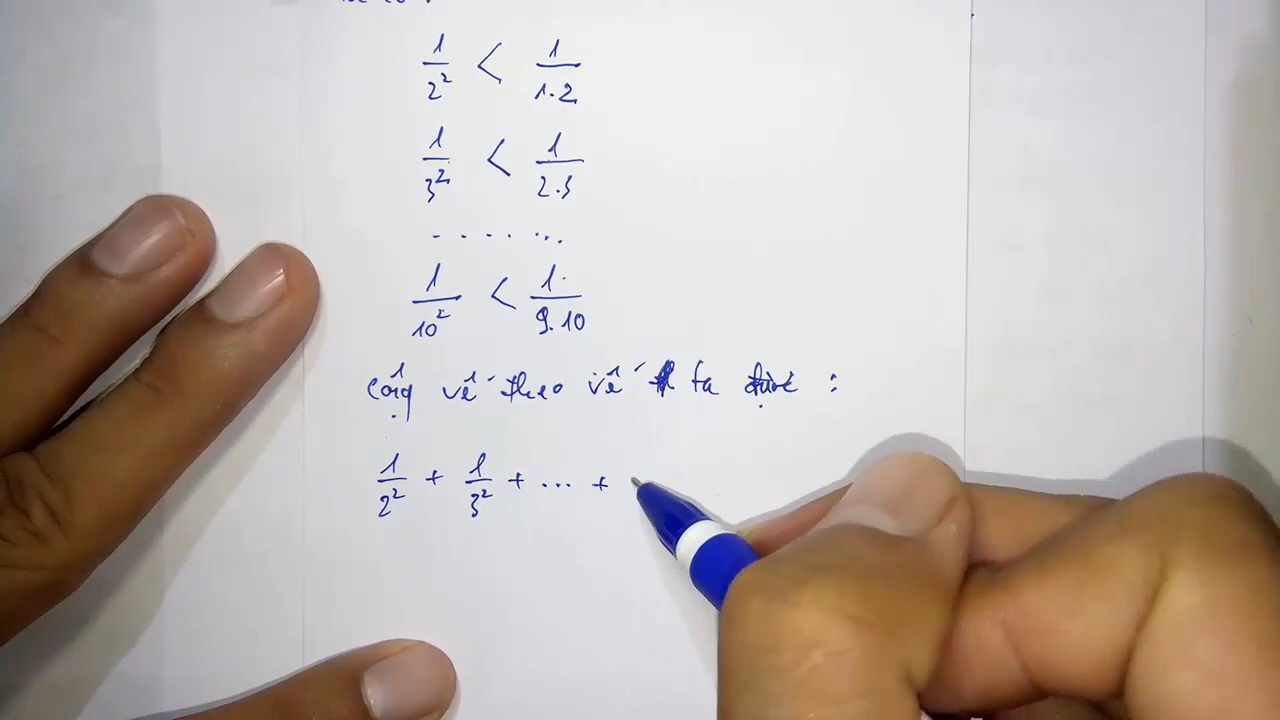 1/2² < 1/1.2
1/3² < 1/2.3
.......
1/10² < 1/9.10
Cộng vế theo vế ta được :
1/2² + 1/3² + ... +